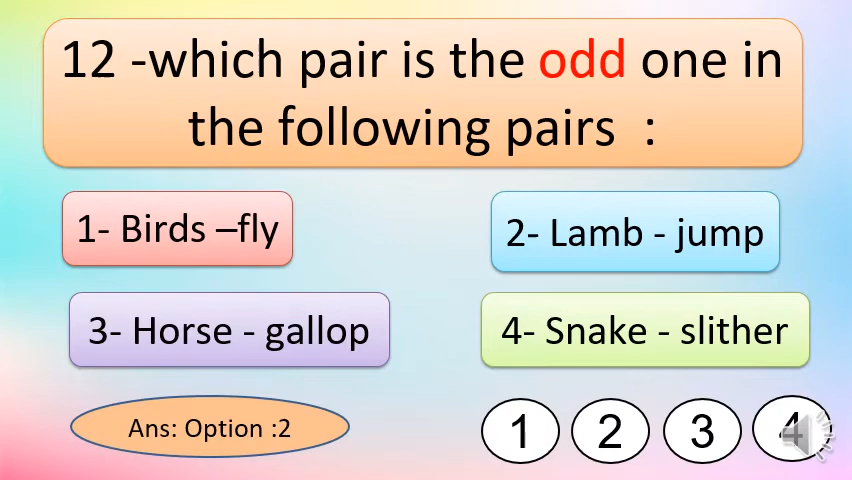 12 -which pair is the odd one in
the following pairs  :
1- Birds –fly
2- Lamb - jump
3- Horse - gallop
4- Snake - slither
Ans: Option :2
1 2 3 4